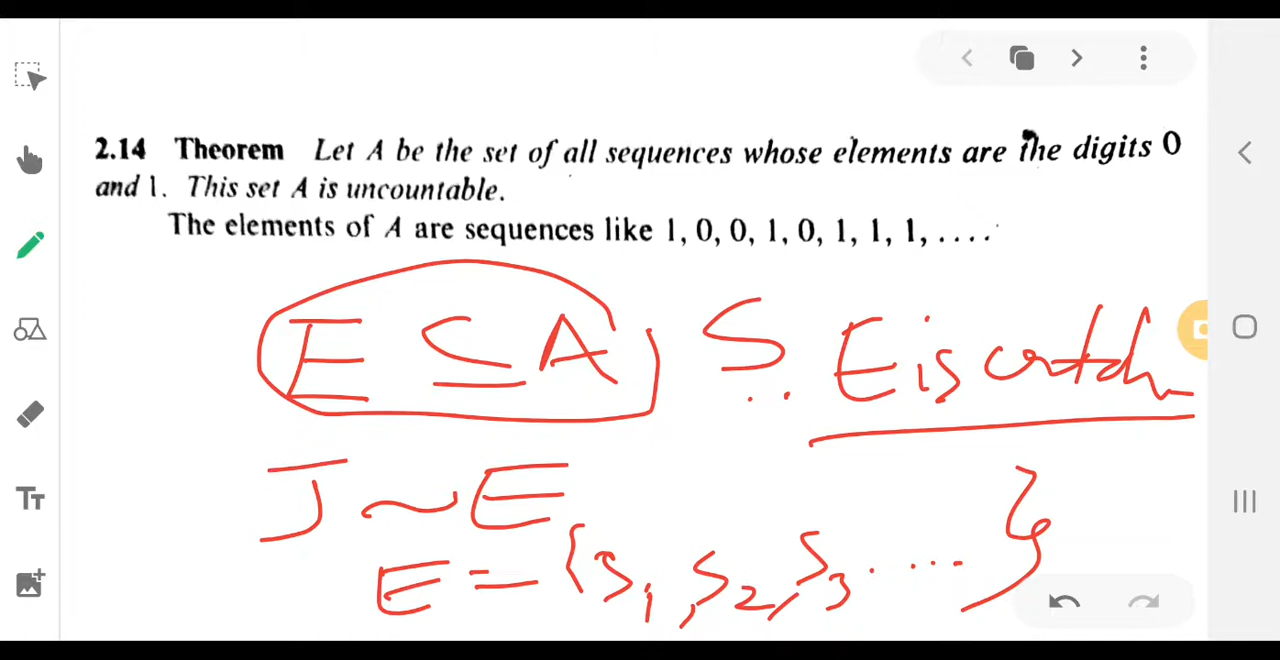 2.14 Theorem Let A be the set of all sequences whose elements are the digits 0
and 1. This set A is uncountable.
The elements of A are sequences like 1, 0, 0, 1, 0, 1, 1, 1, ....
E ⊆ A, S. E is
J ~ E
E = {s1, s2, s3 ..... }
TT